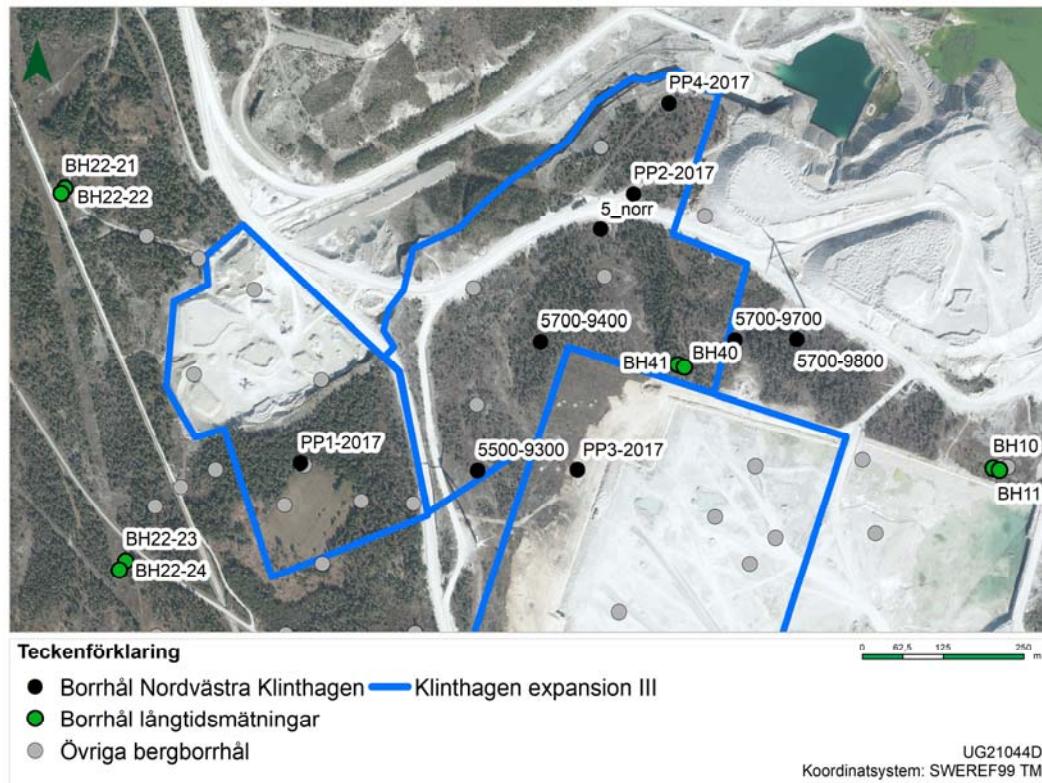 PP4-2017
BH22-21
BH22-22
PP2-2017
5_norr
5700-9400
5700-9700
BH41
BH40
5700-9800
PP1-2017
5500-9300
PP3-2017
BH10
BH11
BH22-23
BH22-24
Teckenförklaring
0 62,5 125 250
m
Borrhål Nordvästra Klinthagen
Klinthagen expansion III
Borrhål långtidsmätningar
Övriga bergborrhål
UG21044D
Koordinatsystem: SWEREF99 TM